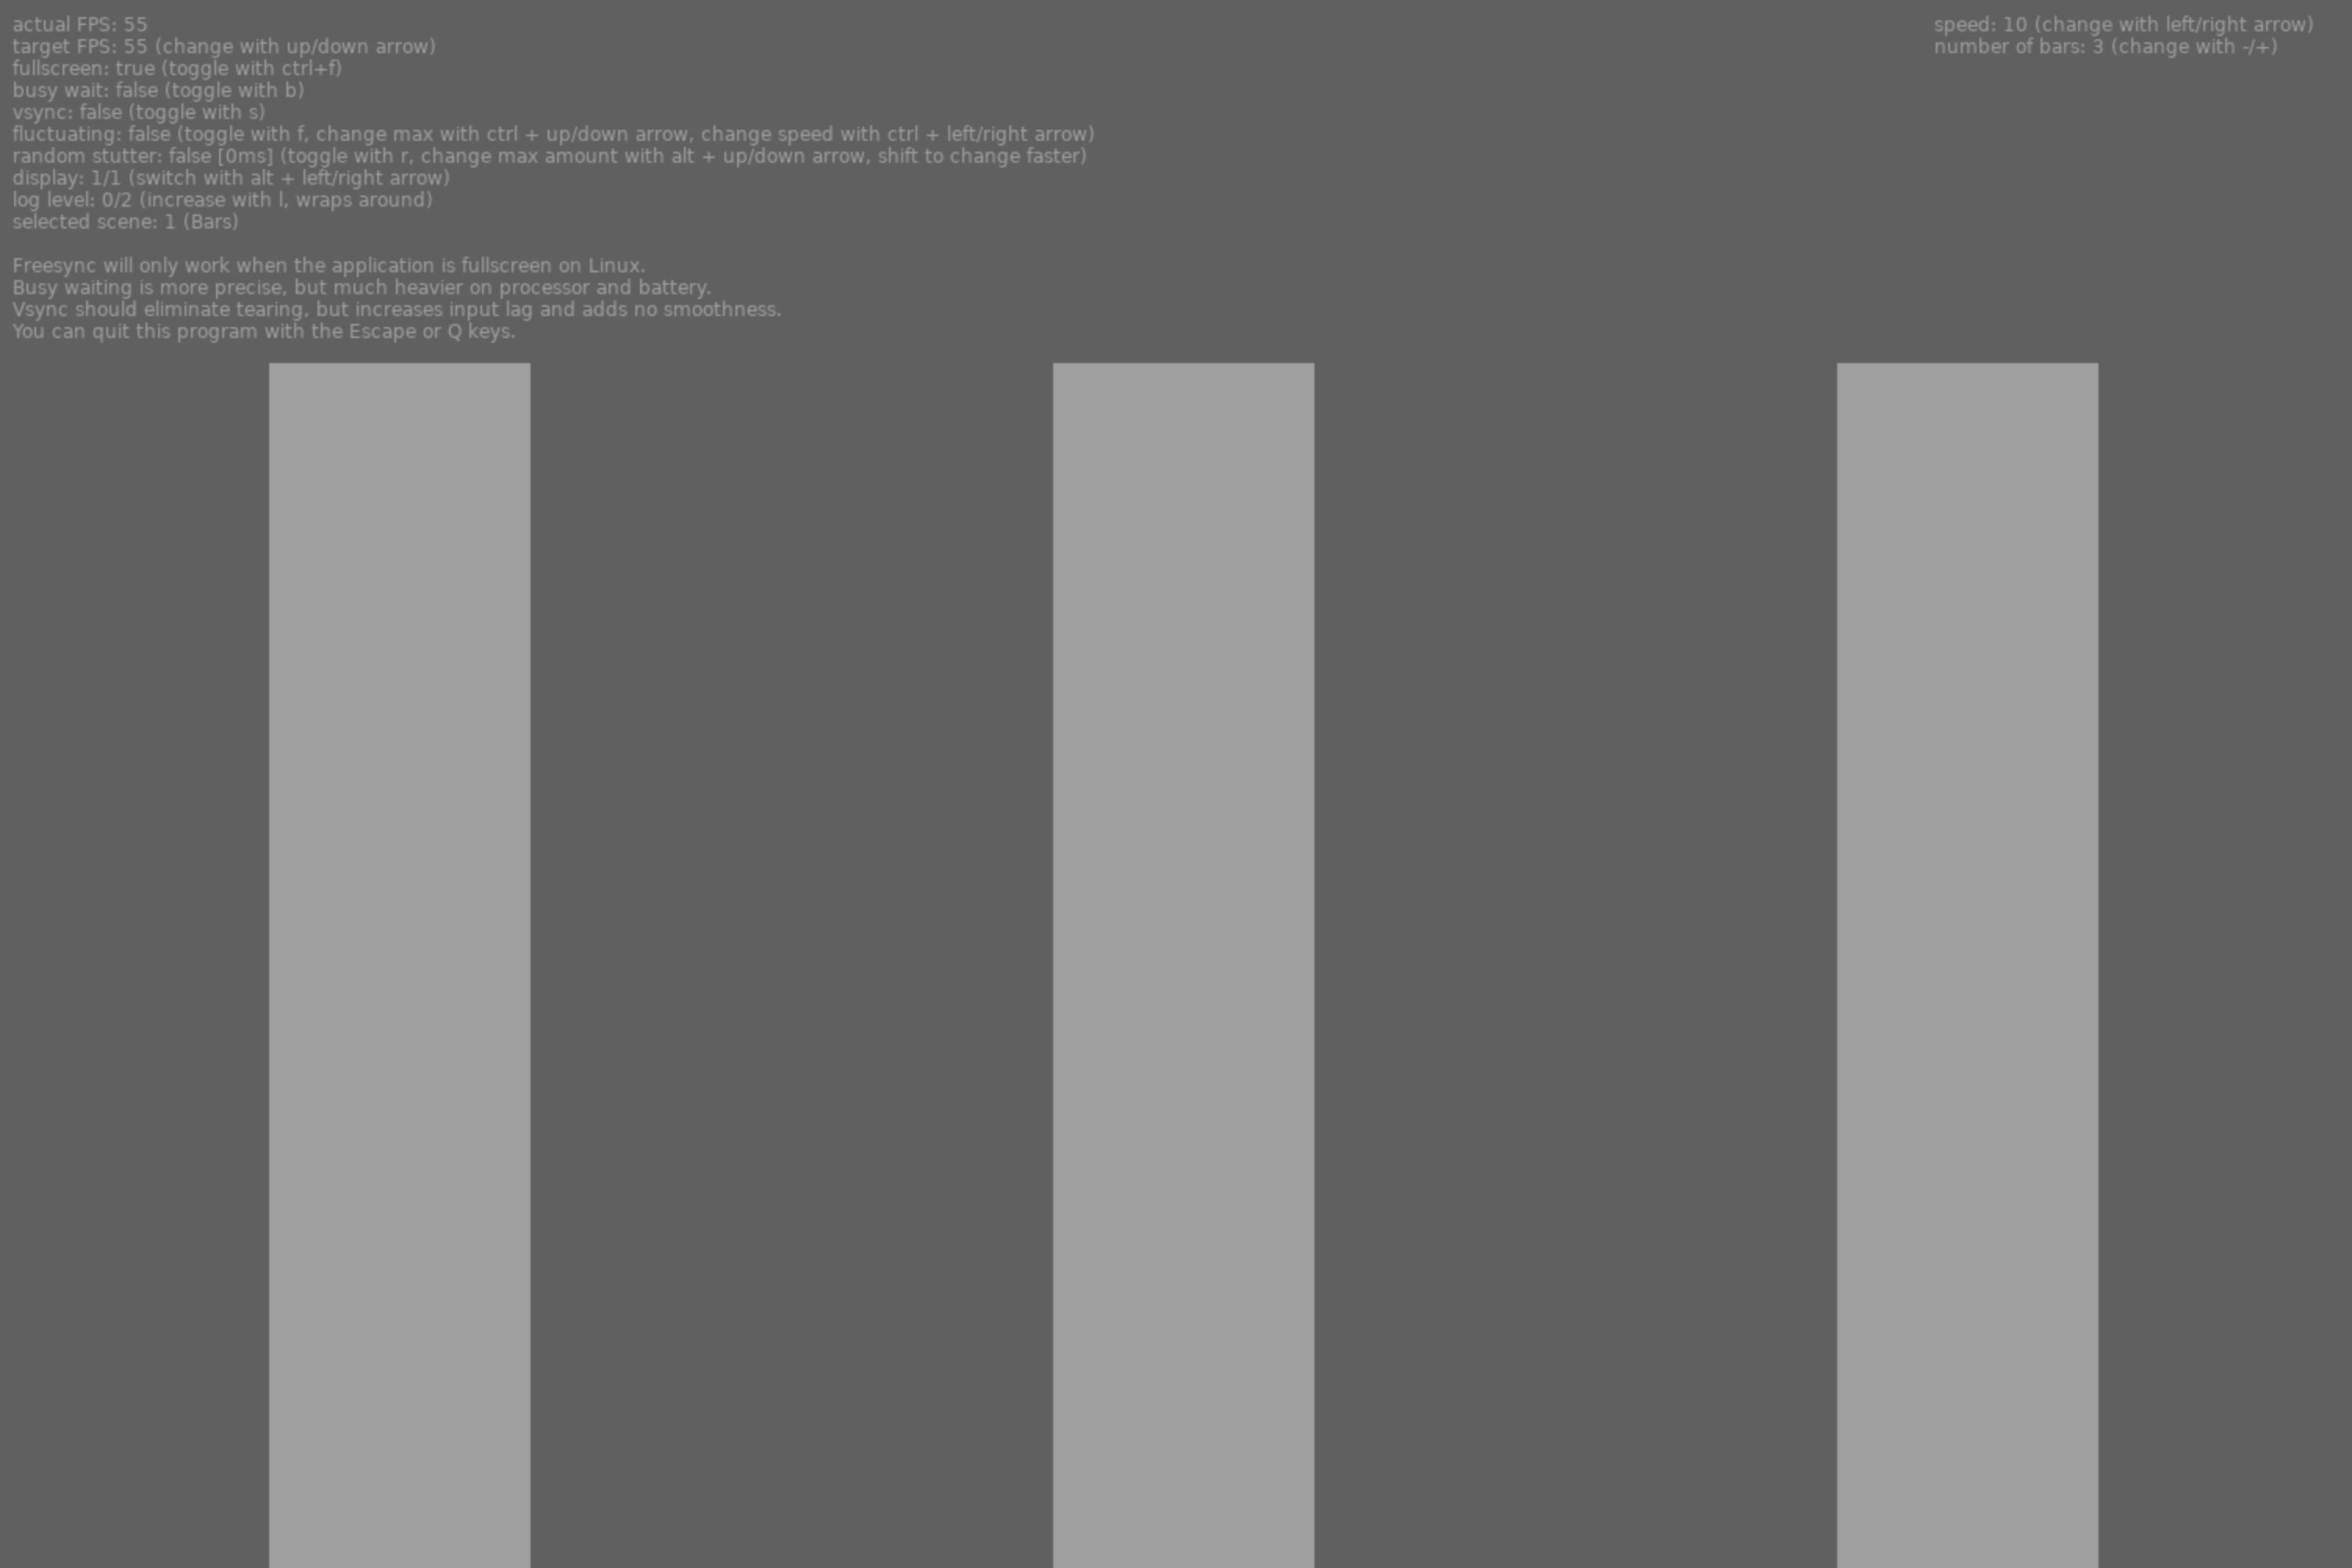 actual FPS: 55
target FPS: 55 (change with up/down arrow)
fullscreen: true (toggle with ctrl+f)
busy wait: false (toggle with b)
vsync: false (toggle with s)
fluctuating: false (toggle with f, change max with ctrl + up/down arrow, change speed with ctrl + left/right arrow)
random stutter: false [0ms] (toggle with r, change max amount with alt + up/down arrow, shift to change faster)
display: 1/1 (switch with alt + left/right arrow)
log level: 0/2 (increase with l, wraps around)
selected scene: 1 (Bars)
Freesync will only work when the application is fullscreen on Linux.
Busy waiting is more precise, but much heavier on processor and battery.
Vsync should eliminate tearing, but increases input lag and adds no smoothness.
You can quit this program with the Escape or Q keys.
speed: 10 (change with left/right arrow)
number of bars: 3 (change with -/+)